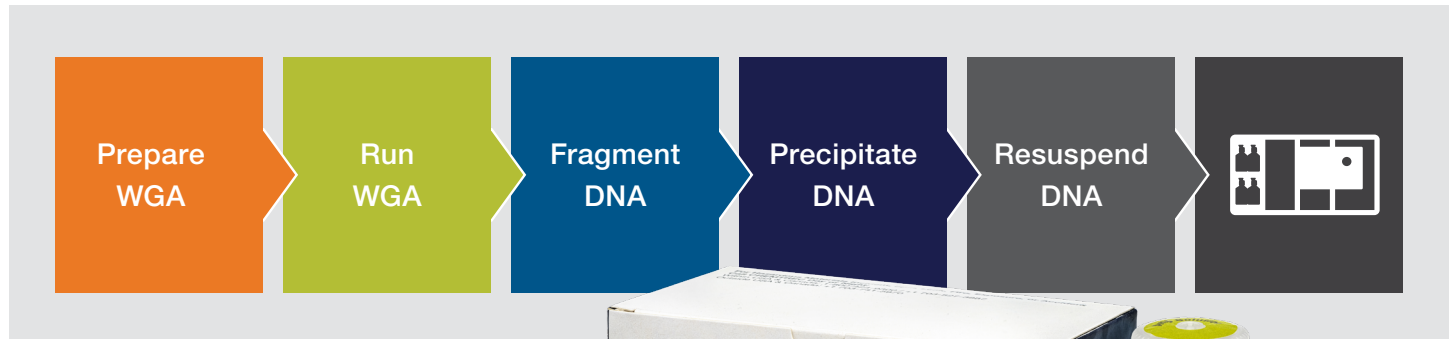 Prepare
WGA
Run
WGA
Fragment
DNA
Precipitate
DNA
Resuspend
DNA